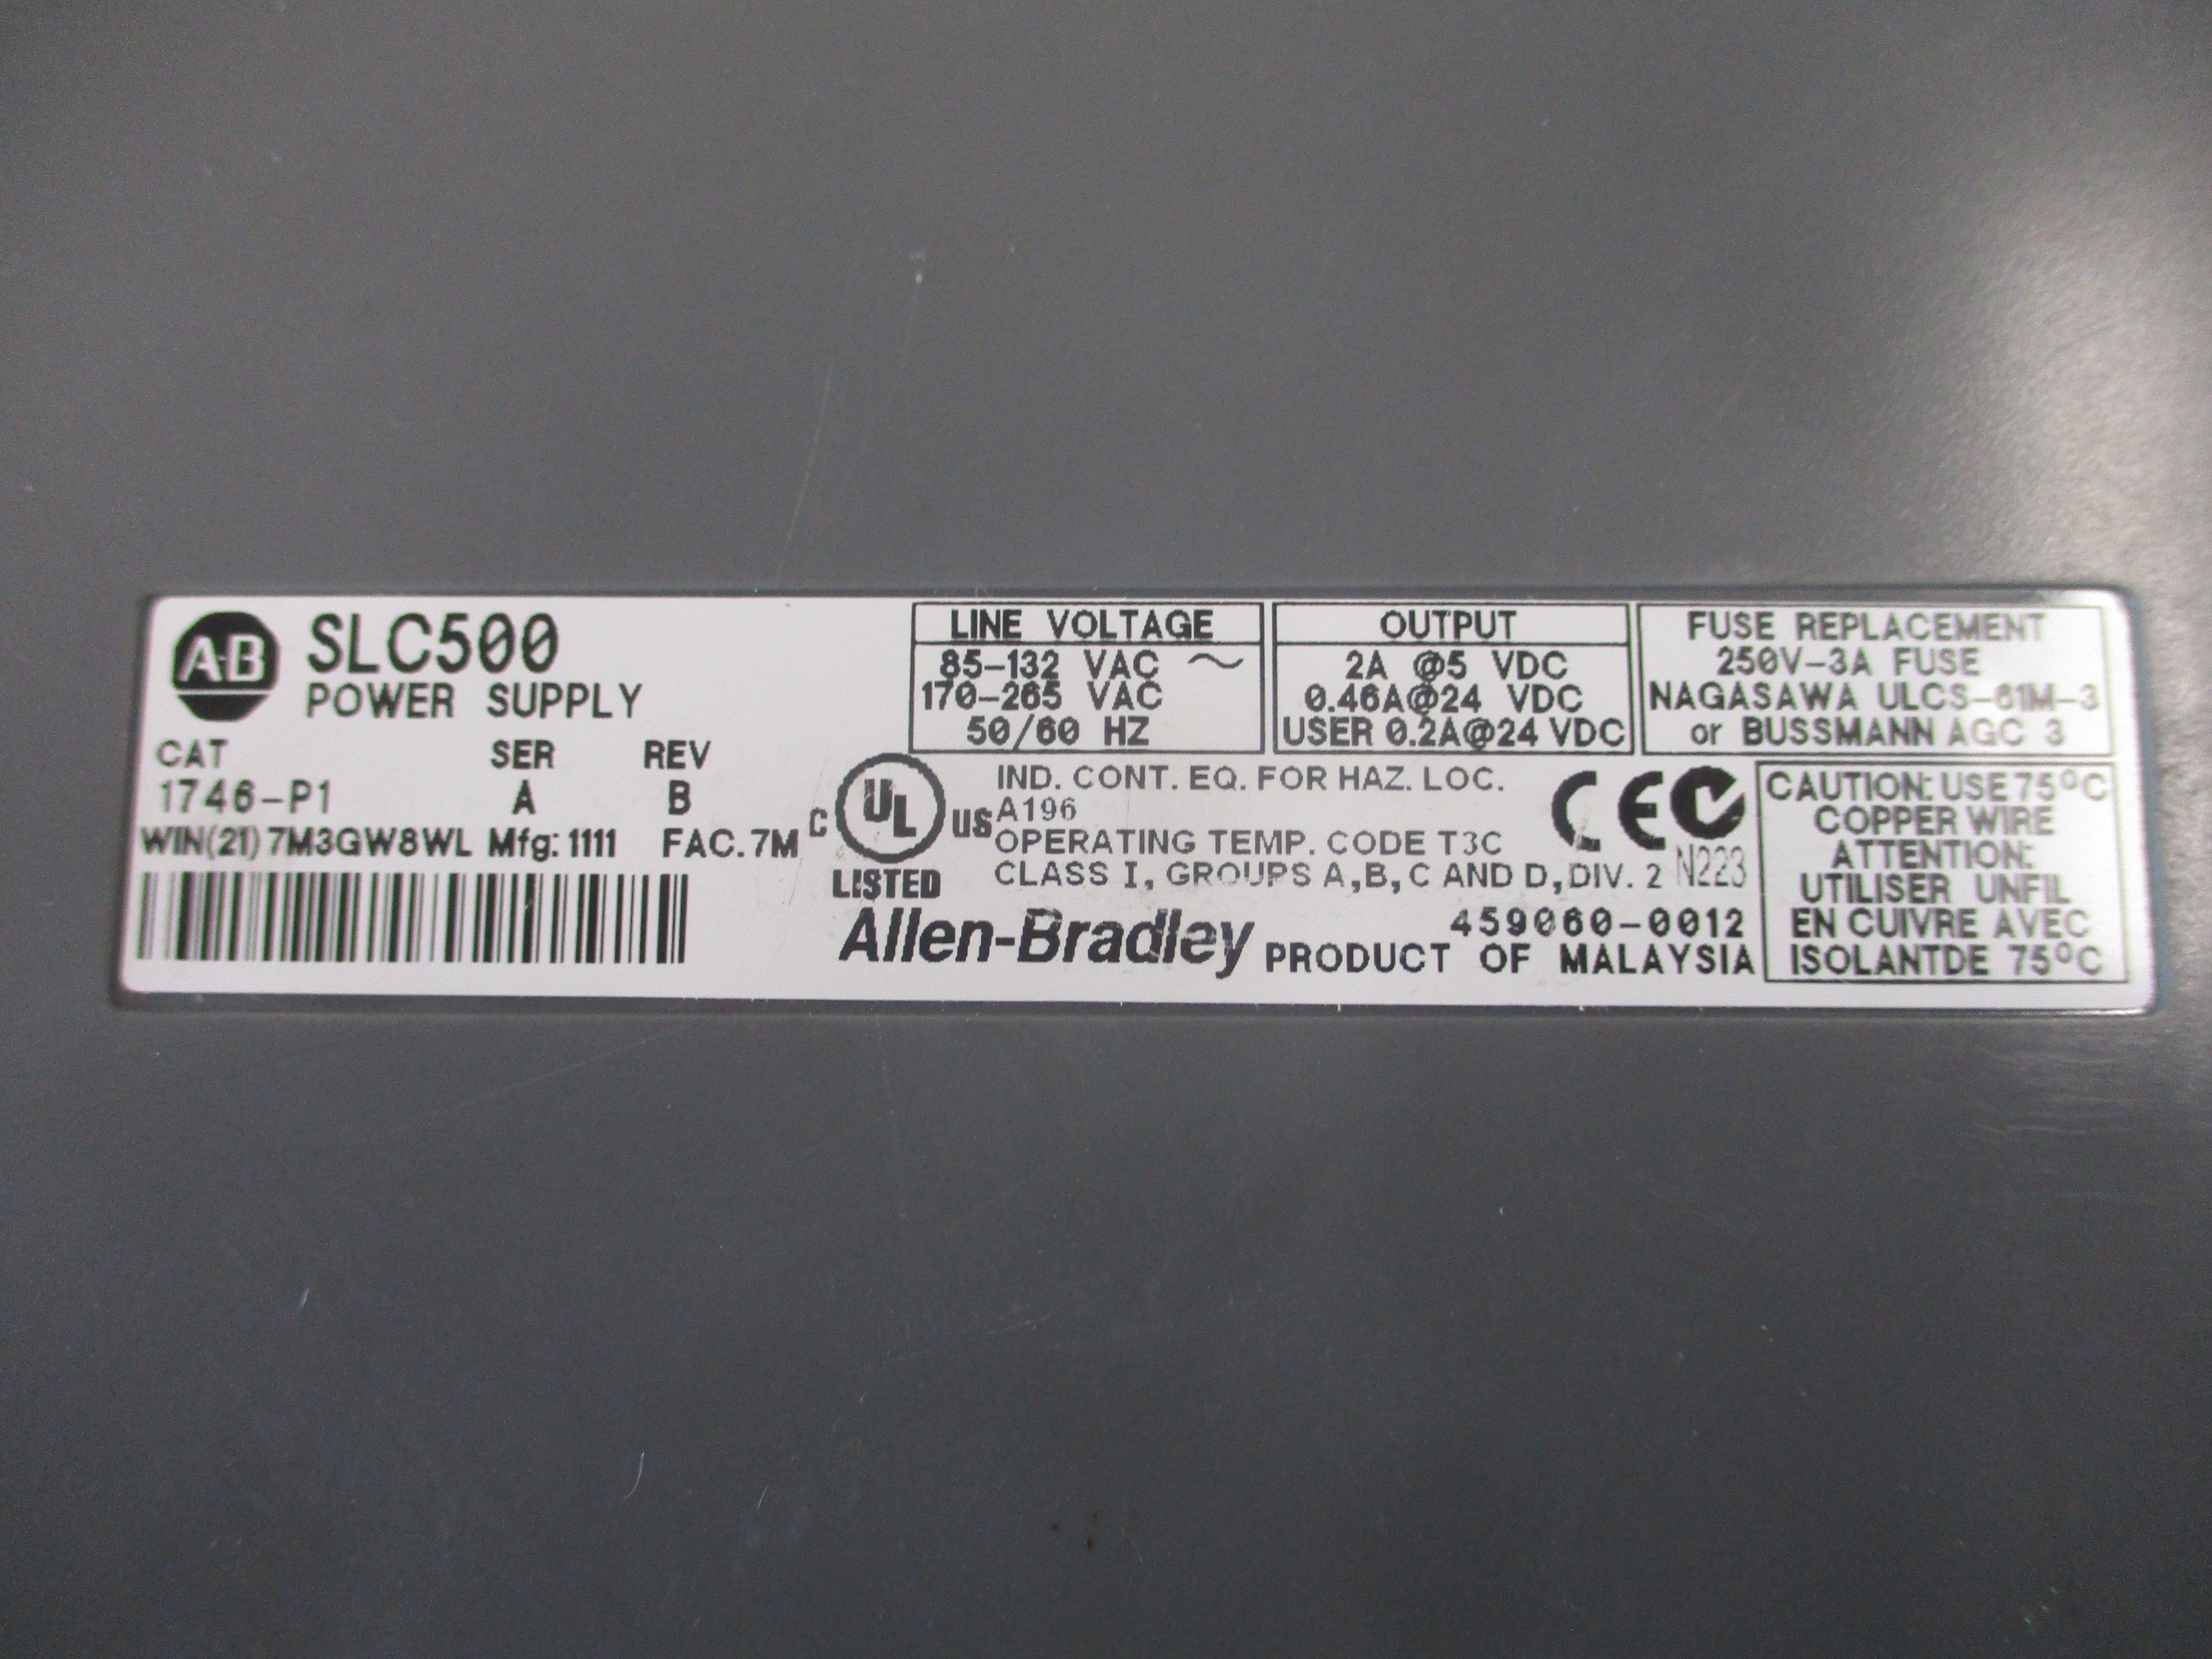 A-B
SLC500
POWER SUPPLY
CAT SER REV
1746-P1 A B
WIN(21) 7M3GW8WL Mfg: 1111 FAC. 7M
LINE VOLTAGE
85-132 VAC ~
170-265 VAC
50/60 HZ
OUTPUT
2A @5 VDC
0.46A@24 VDC
USER 0.2A@24 VDC
FUSE REPLACEMENT
250V-3A FUSE
NAGASAWA ULCS-61M-3
or BUSSMANN AGC 3
C UL US
LISTED
IND. CONT. EQ. FOR HAZ. LOC.
A196
OPERATING TEMP. CODE T3C
CLASS I, GROUPS A,B, C AND D, DIV. 2
CE
N223
Allen-Bradley
459060-0012
PRODUCT OF MALAYSIA
CAUTION: USE 75°C
COPPER WIRE
ATTENTION:
UTILISER UNFIL
EN CUIVRE AVEC
ISOLANTDE 75°C